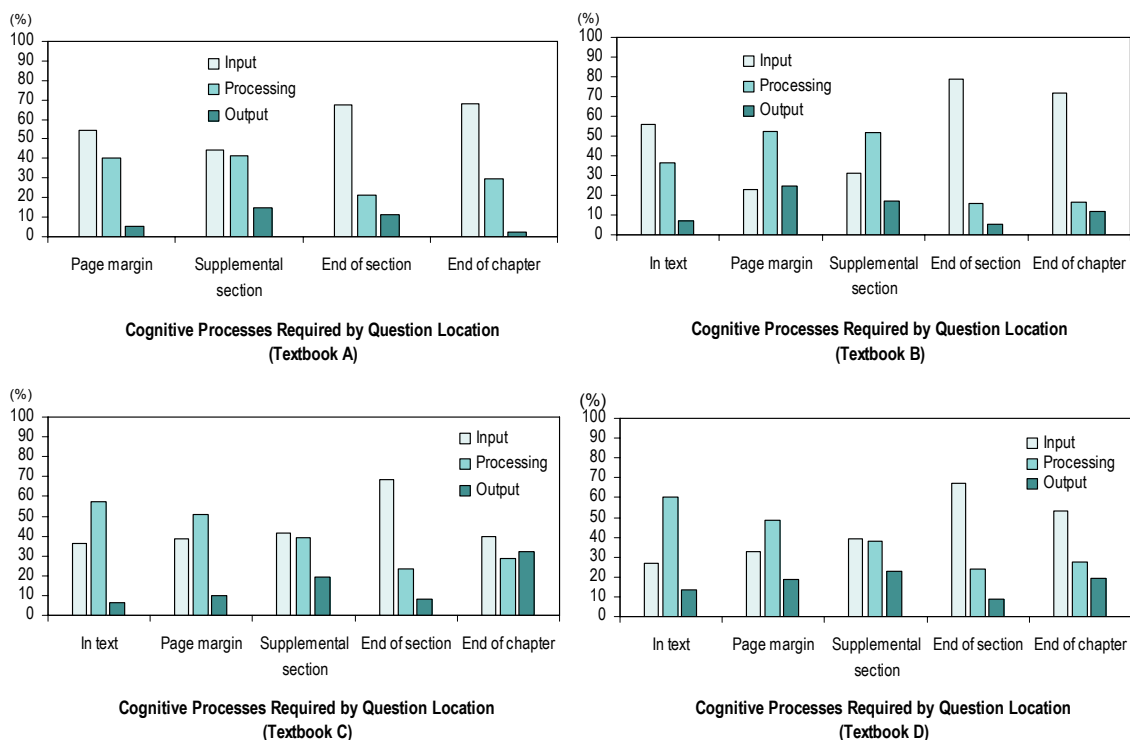 (%)
100
90
80
70
60
50
40
30
20
10
0
Input
Processing
Output
Page margin
Supplemental
section
End of section
End of chapter
Cognitive Processes Required by Question Location
(Textbook A)
(%)
100
90
80
70
60
50
40
30
20
10
0
Input
Processing
Output
In text
Page margin
Supplemental
section
End of section
End of chapter
Cognitive Processes Required by Question Location
(Textbook B)
(%)
100
90
80
70
60
50
40
30
20
10
0
Input
Processing
Output
In text
Page margin
Supplemental
section
End of section
End of chapter
Cognitive Processes Required by Question Location
(Textbook C)
(%)
100
90
80
70
60
50
40
30
20
10
0
Input
Processing
Output
In text
Page margin
Supplemental
section
End of section
End of chapter
Cognitive Processes Required by Question Location
(Textbook D)